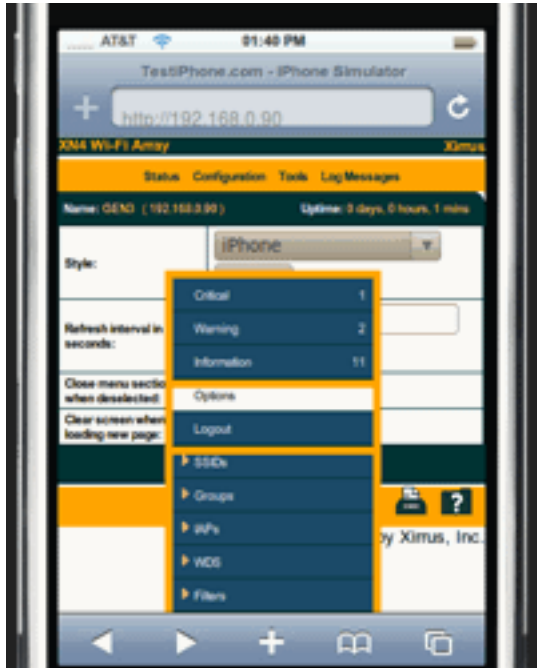 AT&T 01:40 PM
TestiPhone.com - iPhone Simulator
http://192.168.0.90
XN4 Wi-Fi Array Xirrus
Status Configuration Tools Log Messages
Name: GEN3 ( 192.168.0.90 ) Uptime: 0 days, 0 hours, 1 mins
Style: iPhone
Critical 1
Refresh interval in seconds:
Warning 2
Information 11
Close menu sectio
when deselected:
Options
Clear screen when
loading new page:
Logout
SSIDs
Groups
?
IAPs
by Xirrus, Inc.
WDS
Filters